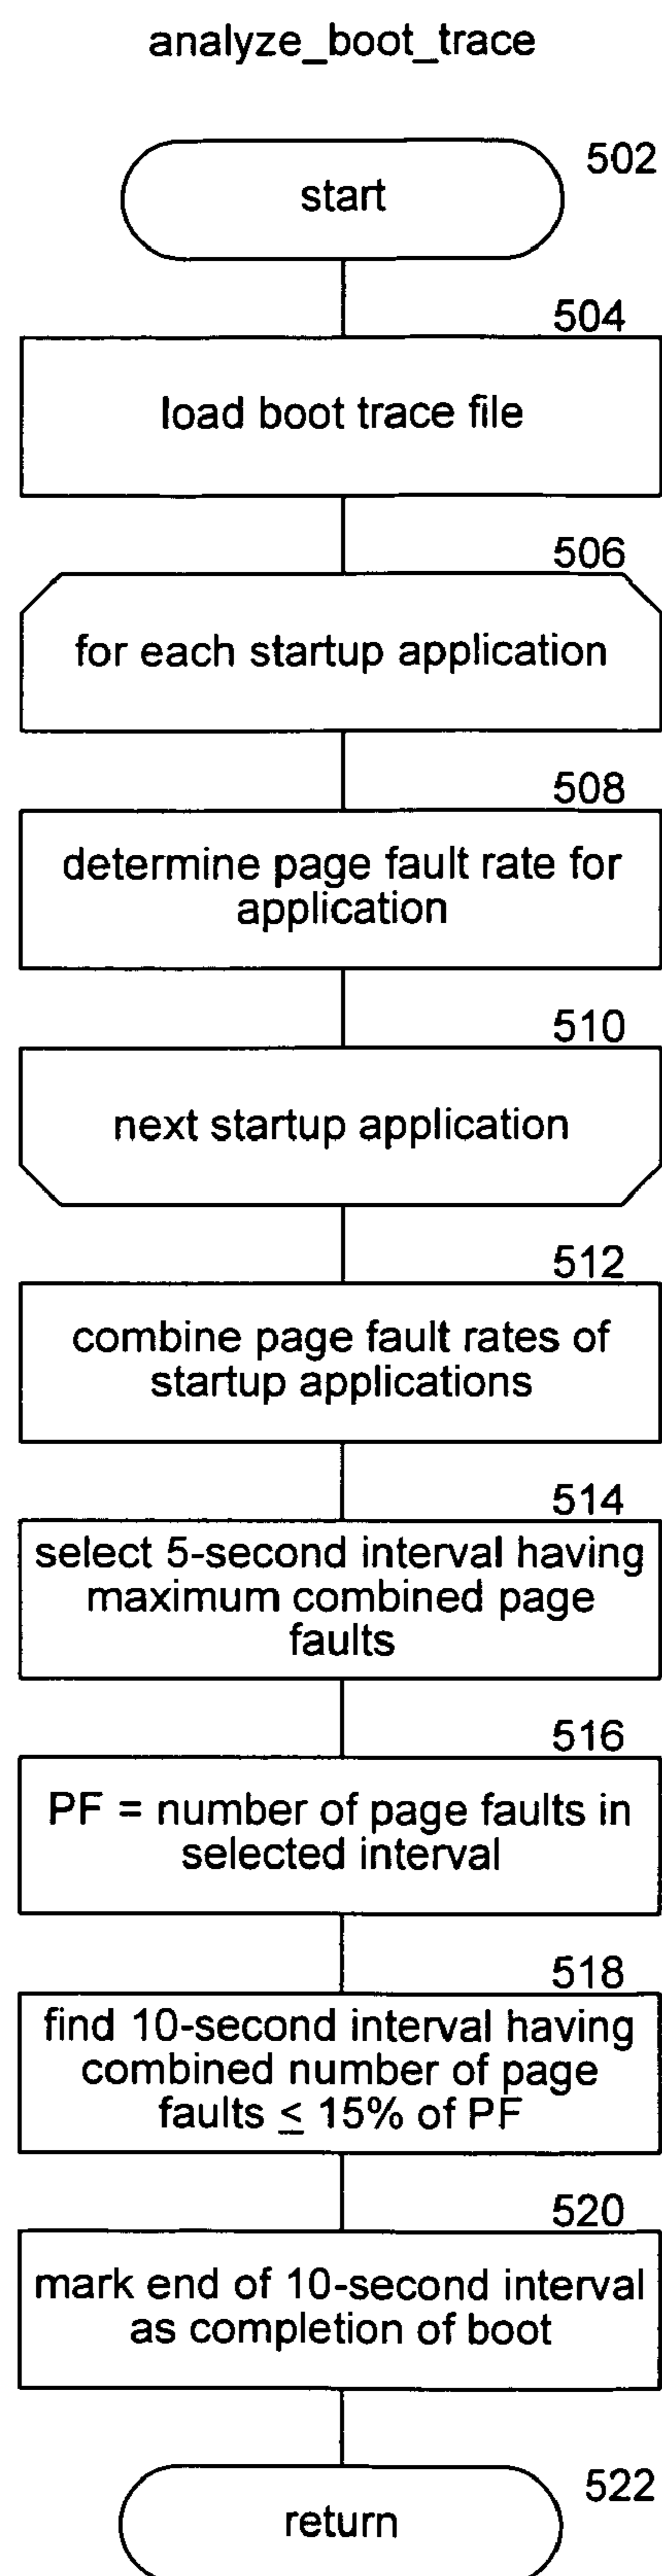 analyze_boot_trace
502
start
504
load boot trace file
506
for each startup application
508
determine page fault rate for
application
510
next startup application
512
combine page fault rates of
startup applications
514
select 5-second interval having
maximum combined page
faults
516
PF = number of page faults in
selected interval
518
find 10-second interval having
combined number of page
faults ≤ 15% of PF
520
mark end of 10-second interval
as completion of boot
522
return